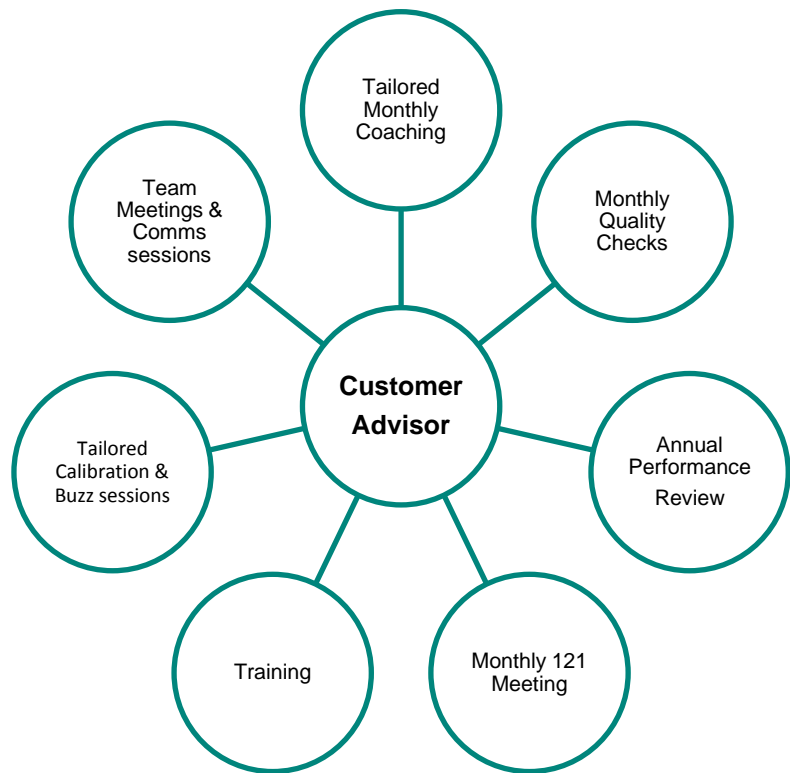 Tailored
Monthly
Coaching
Team
Meetings &
Comms
sessions
Monthly
Quality
Checks
Customer
Advisor
Tailored
Calibration &
Buzz sessions
Annual
Performance
Review
Training
Monthly 121
Meeting